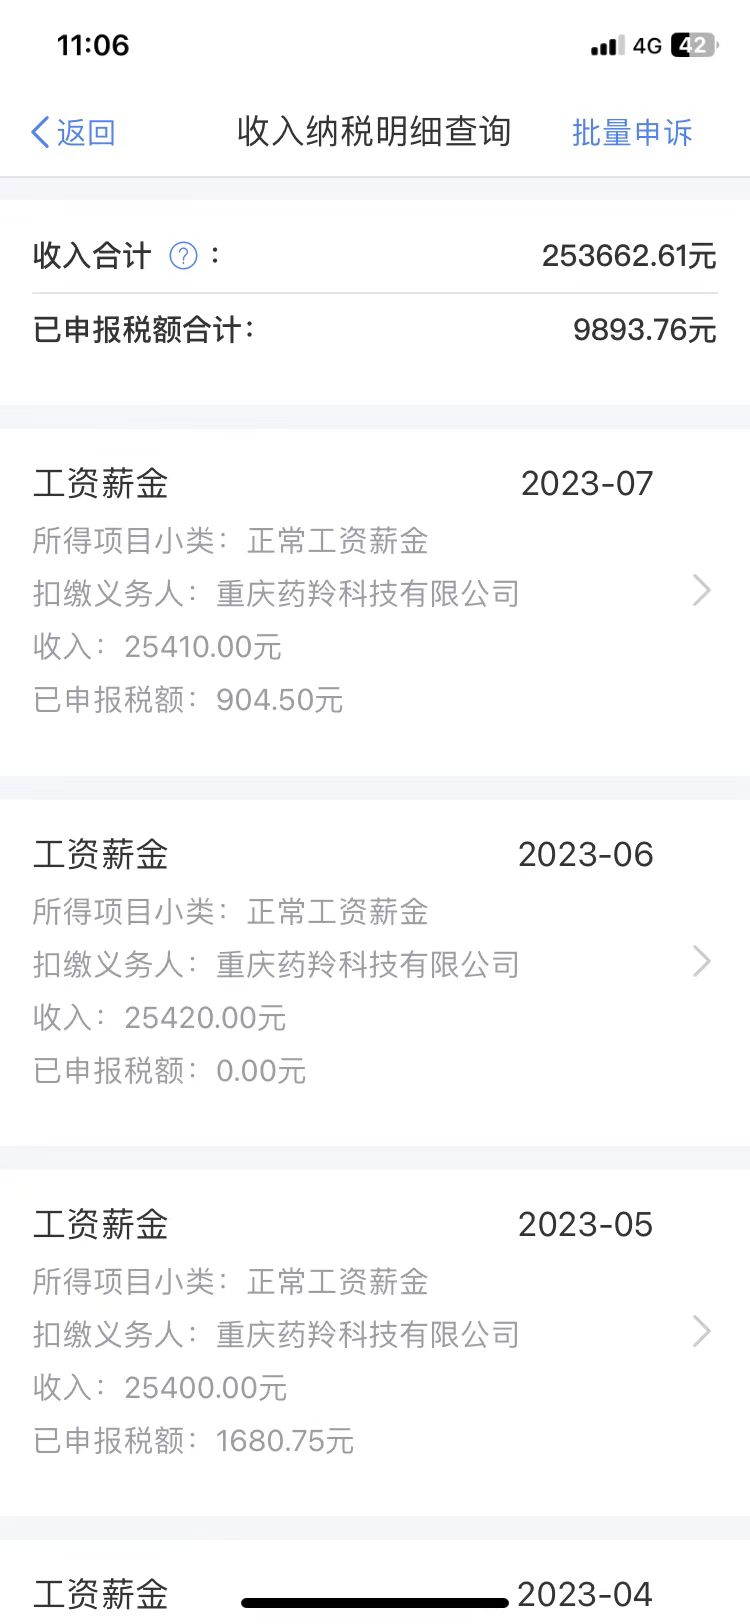 11:06 4G 42
返回 收入纳税明细查询 批量申诉
收入合计 ? : 253662.61元
已申报税额合计: 9893.76元
工资薪金 2023-07
所得项目小类: 正常工资薪金
扣缴义务人: 重庆药羚科技有限公司
收入: 25410.00元
已申报税额: 904.50元
工资薪金 2023-06
所得项目小类: 正常工资薪金
扣缴义务人: 重庆药羚科技有限公司
收入: 25420.00元
已申报税额: 0.00元
工资薪金 2023-05
所得项目小类: 正常工资薪金
扣缴义务人: 重庆药羚科技有限公司
收入: 25400.00元
已申报税额: 1680.75元
工资薪金 2023-04